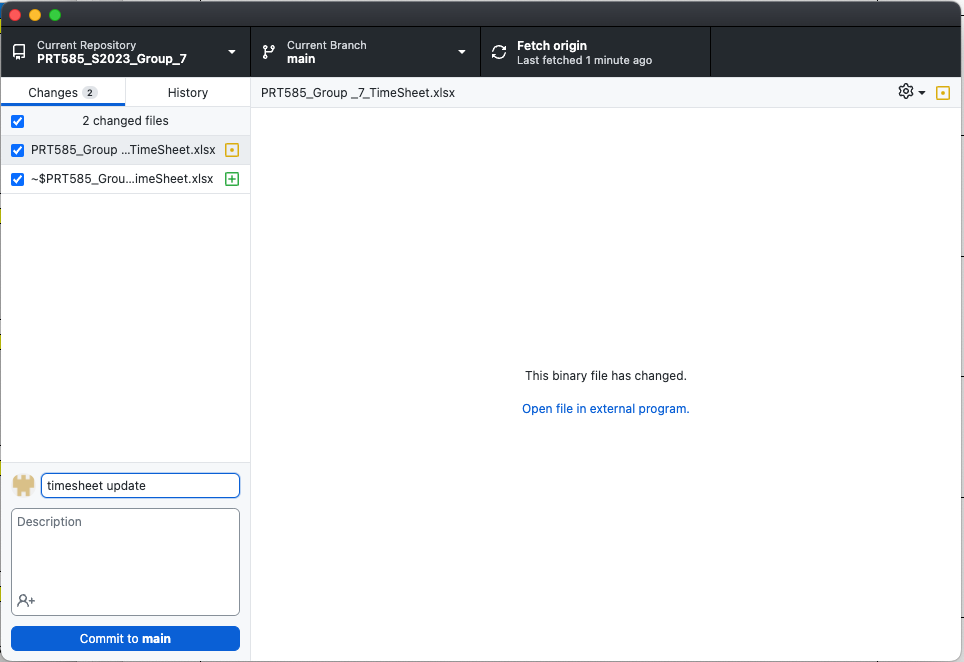 Current Repository
PRT585_S2023_Group_7
Current Branch
main
Fetch origin
Last fetched 1 minute ago
Changes 2
History
PRT585_Group _7_TimeSheet.xlsx
2 changed files
PRT585_Group ...TimeSheet.xlsx
~$PRT585_Grou...imeSheet.xlsx
This binary file has changed.
Open file in external program.
timesheet update
Description
Commit to main